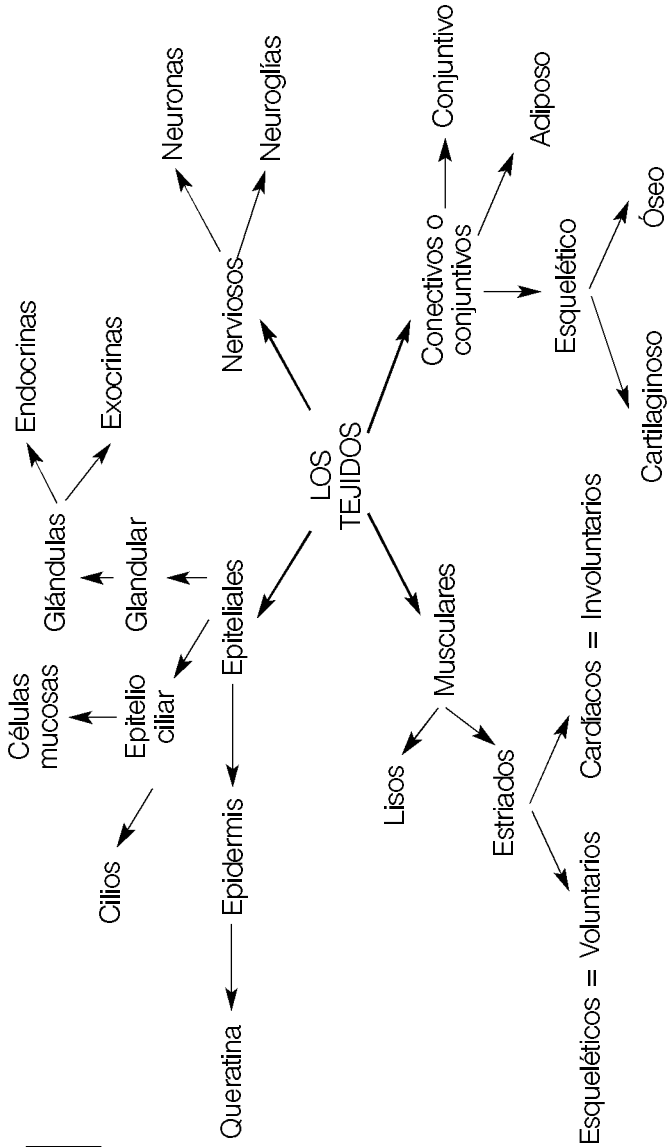 Células
mucosas
Glándulas
Endocrinas
Cilios
Epitelio
ciliar
Glandular
Exocrinas
Neuronas
Queratina
Epidermis
Epiteliales
Nerviosos
Neuroglías
LOS
TEJIDOS
Lisos
Musculares
Conectivos o
conjuntivos
Conjuntivo
Estriados
Adiposo
Esquelético
Esqueléticos = Voluntarios
Cardíacos = Involuntarios
Cartilaginoso
Óseo